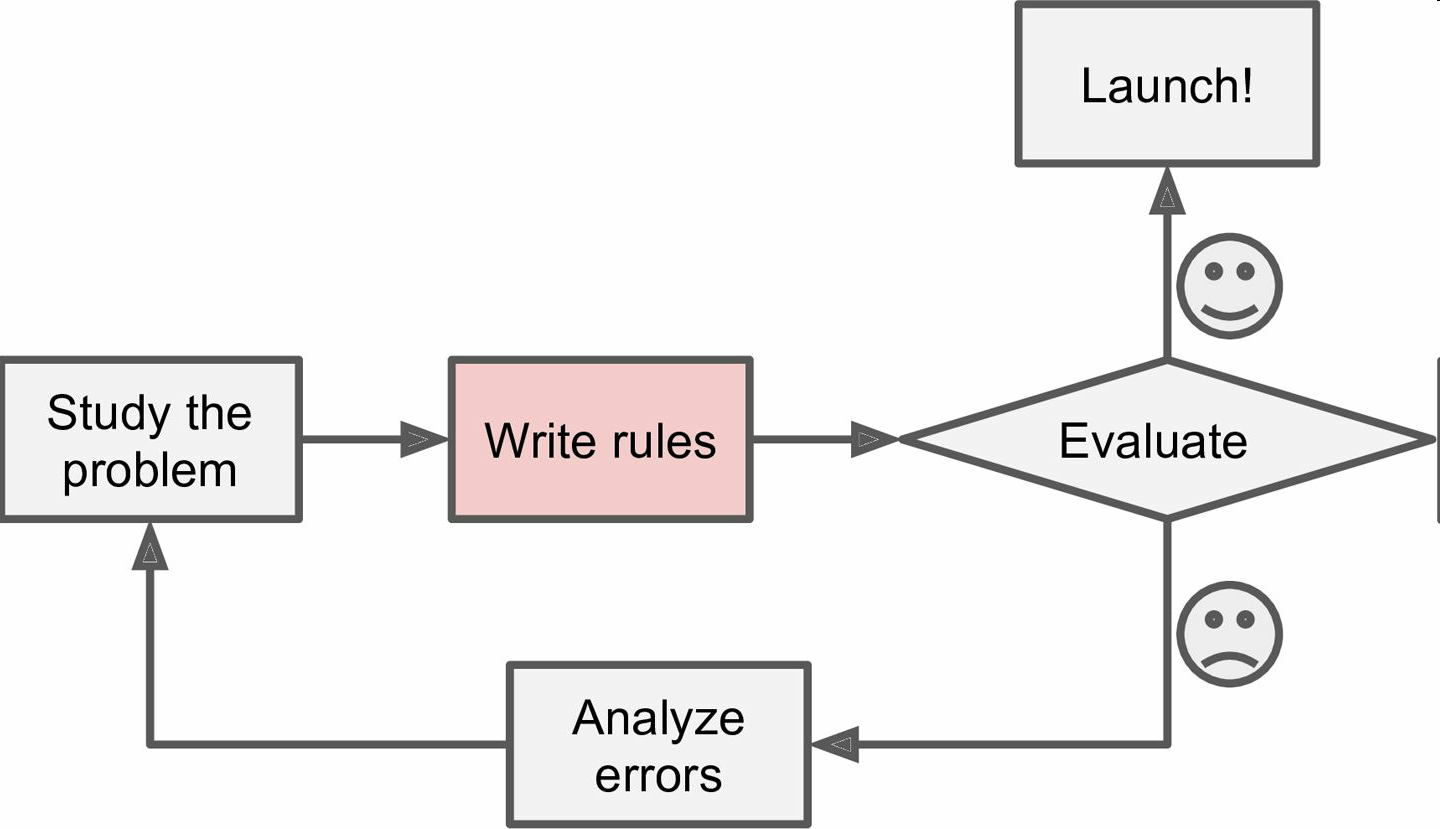 Launch!
Study the
problem
Write rules
Evaluate
Analyze
errors